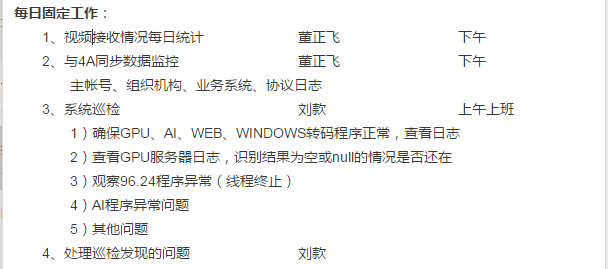 每日固定工作：
1、视频接收情况每日统计 董正飞 下午
2、与4A同步数据监控 董正飞 下午
主帐号、组织机构、业务系统、协议日志
3、系统巡检 刘款 上午上班
1）确保GPU、AI、WEB、WINDOWS转码程序正常，查看日志
2）查看GPU服务器日志，识别结果为空或null的情况是否还在
3）观察96.24程序异常（线程终止）
4）AI程序异常问题
5）其他问题
4、处理巡检发现的问题 刘款